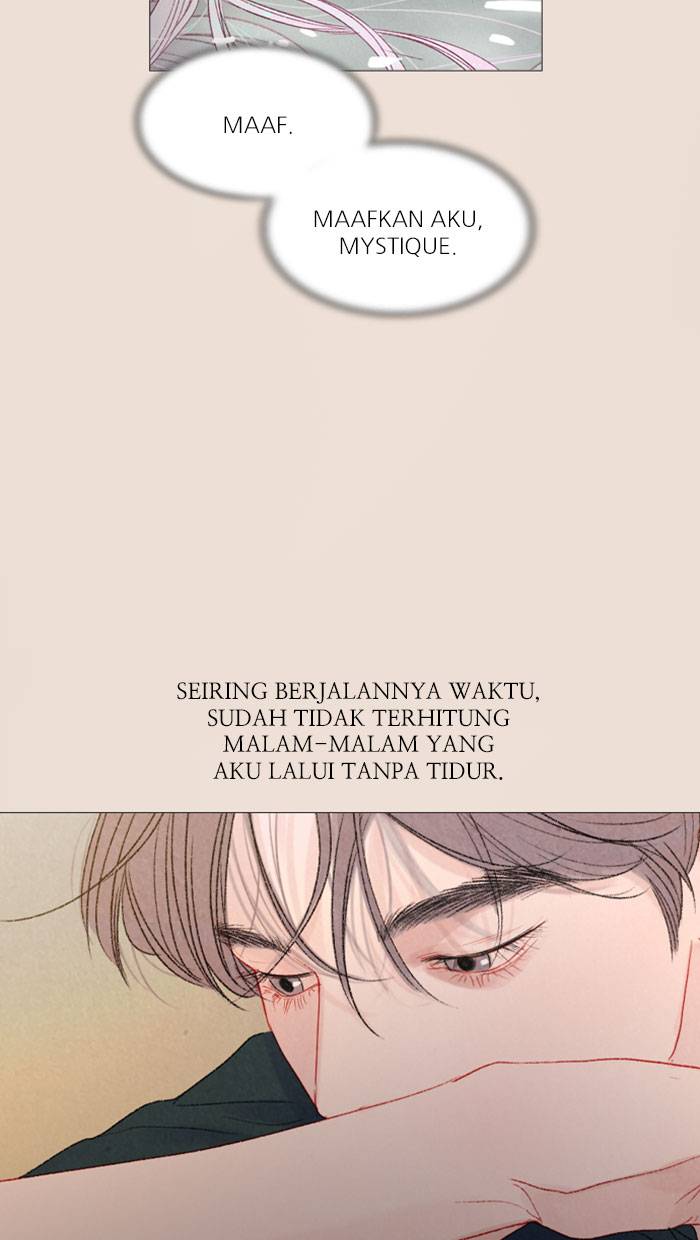 MAAF.
MAAFKAN AKU,
MYSTIQUE.
SEIRING BERJALANNYA WAKTU,
SUDAH TIDAK TERHITUNG
MALAM-MALAM YANG
AKU LALUI TANPA TIDUR.